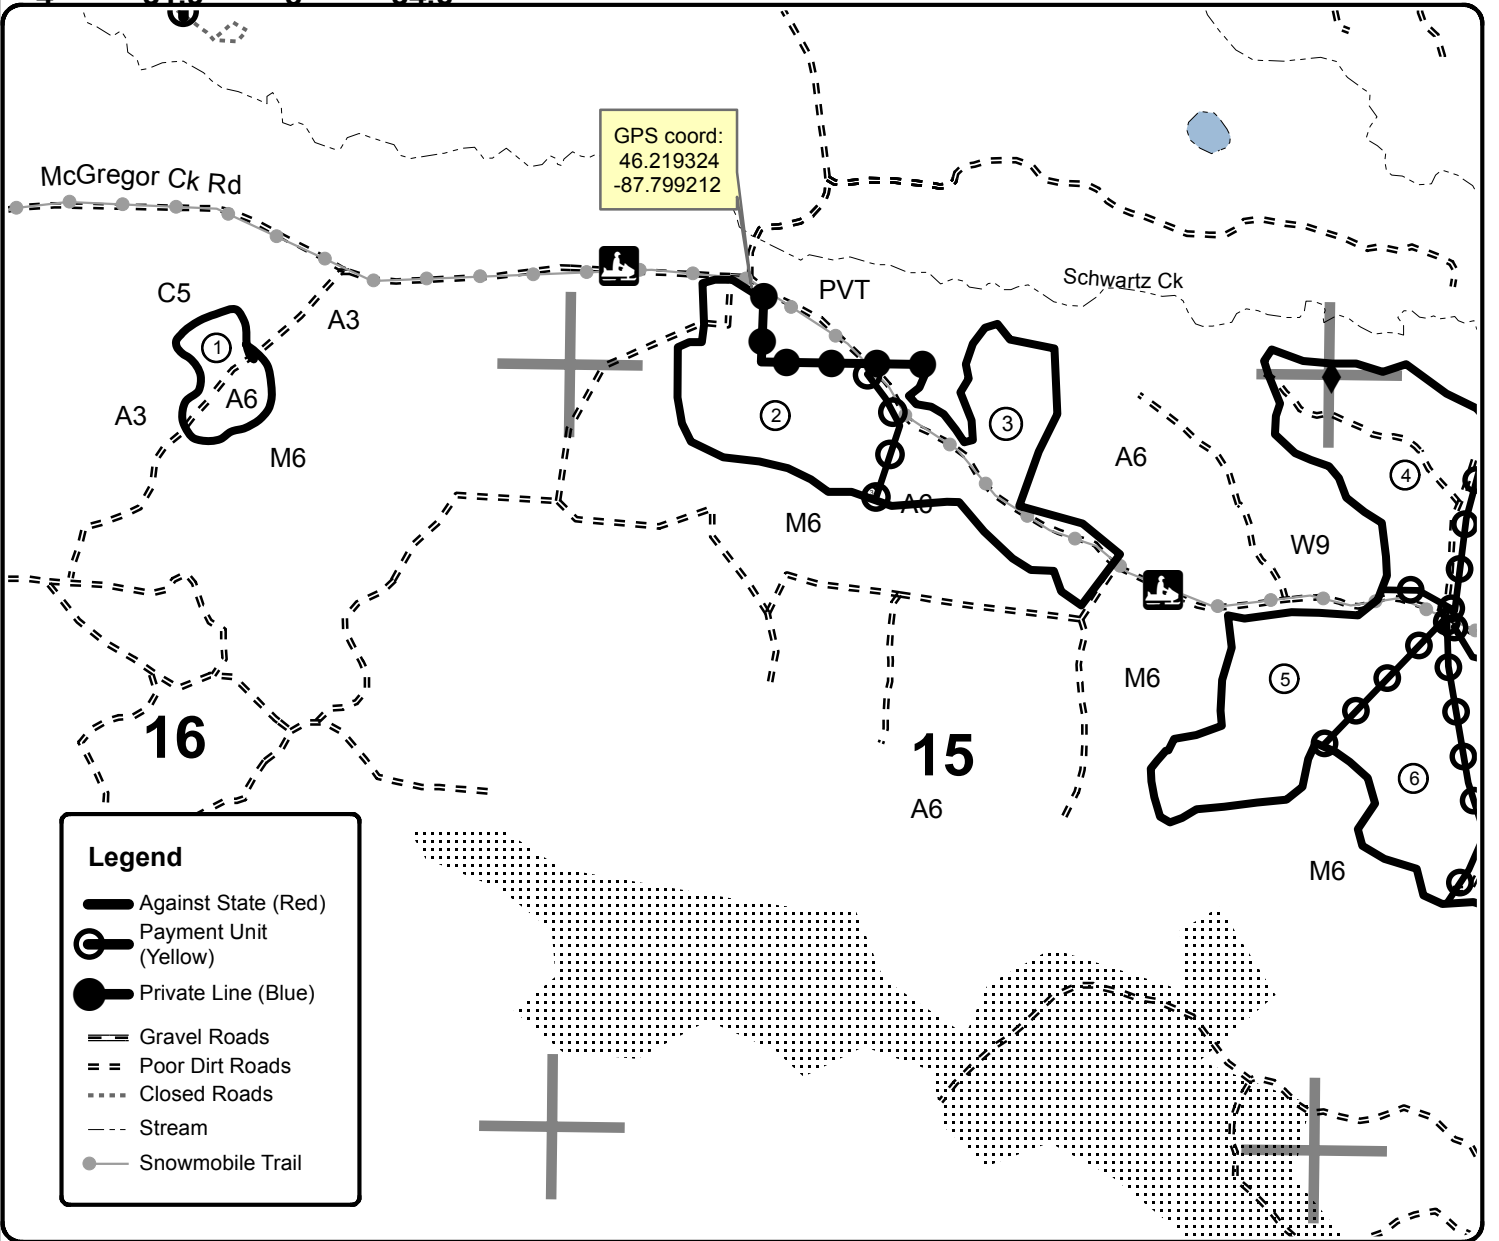 GPS coord:
46.219324
-87.799212
McGregor Ck Rd
Schwartz Ck
PVT
C5
A3
1
A6
A3
M6
2
3
A6
4
M6
W9
M6
5
16
15
A6
6
M6
Legend
Against State (Red)
Payment Unit
(Yellow)
Private Line (Blue)
Gravel Roads
Poor Dirt Roads
Closed Roads
Stream
Snowmobile Trail